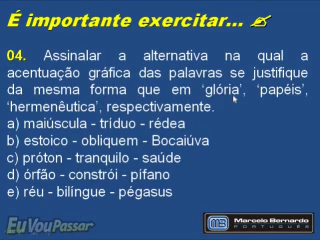 É importante exercitar...
04. Assinalar a alternativa na qual a
acentuação gráfica das palavras se justifique
da mesma forma que em ‘glória’, ‘papéis’,
‘hermenêutica’, respectivamente.
a) maiúscula - tríduo - rédea
b) estoico - obliquem - Bocaiúva
c) próton - tranquilo - saúde
d) órfão - constrói - pífano
e) réu - bilíngue - pégasus
EuVouPassar
Marcelo Bernardo
PORTUGUÊS